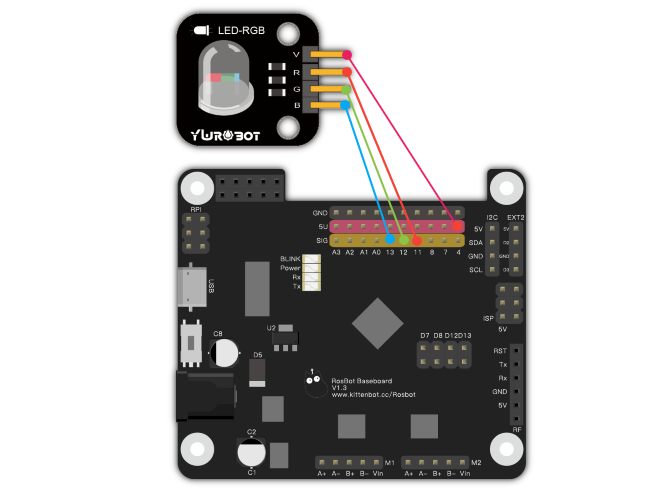 LED-RGB
V
R
G
B
YWROBOT
RPI
GND
5U
SIG
A3 A2 A1 A0 13 12 11 8 7 4
I2C EXT2
5V 5V
SDA D2
GND GND
SCL D3
BLINK
Power
Rx
Tx
USB
ISP
5V
C8
U2
D5
D7 D8 D12 D13
1
RosBot Baseboard
V1.3
www.kittenbot.cc/Rosbot
RST
Tx
Rx
GND
5V
RF
C2
C1
M1
A+ A- B+ B- Vin
M2
A+ A- B+ B- Vin